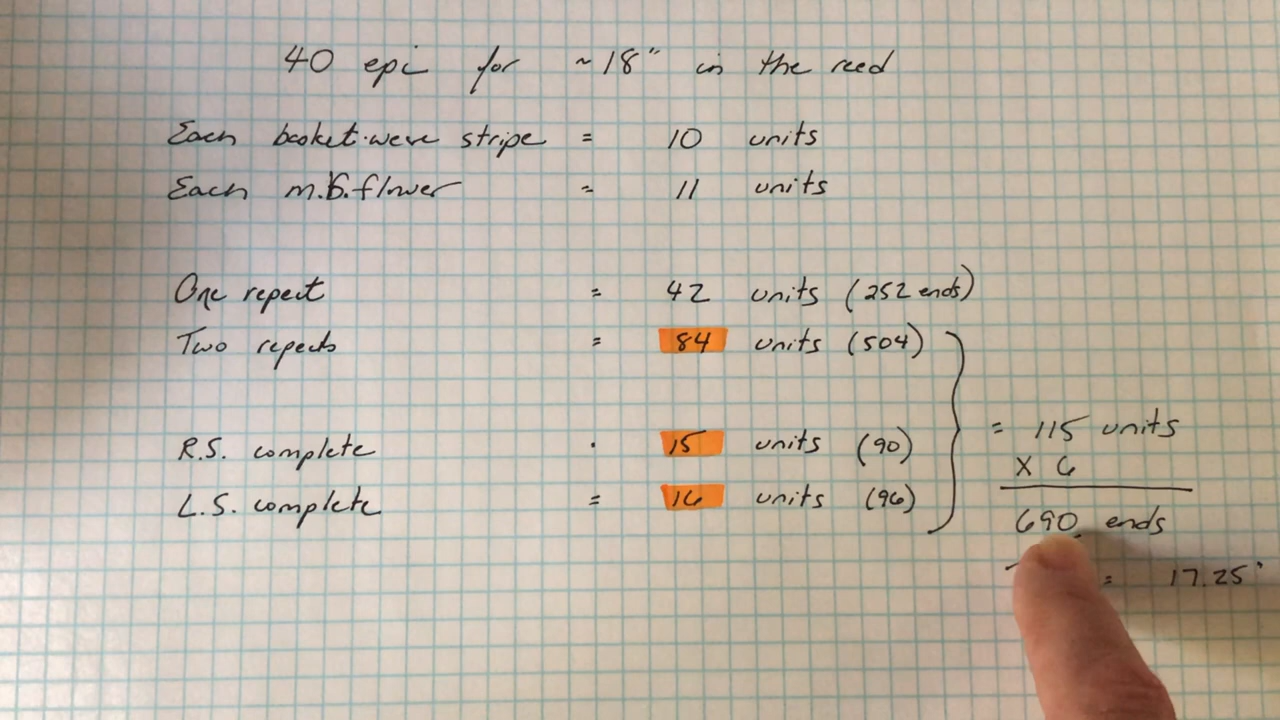 40 epi for ~18" in the reed
Each basket-weve stripe = 10 units
Each m.b.flower = 11 units
One repeat = 42 units (252 ends)
Two repeats = 84 units (504)
R.S. complete · 15 units (90)
L.S. complete = 16 units (96)
= 115 units
X 6
690 ends
= 17.25"